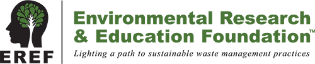 EREF
Environmental Research
& Education Foundation™
Lighting a path to sustainable waste management practices